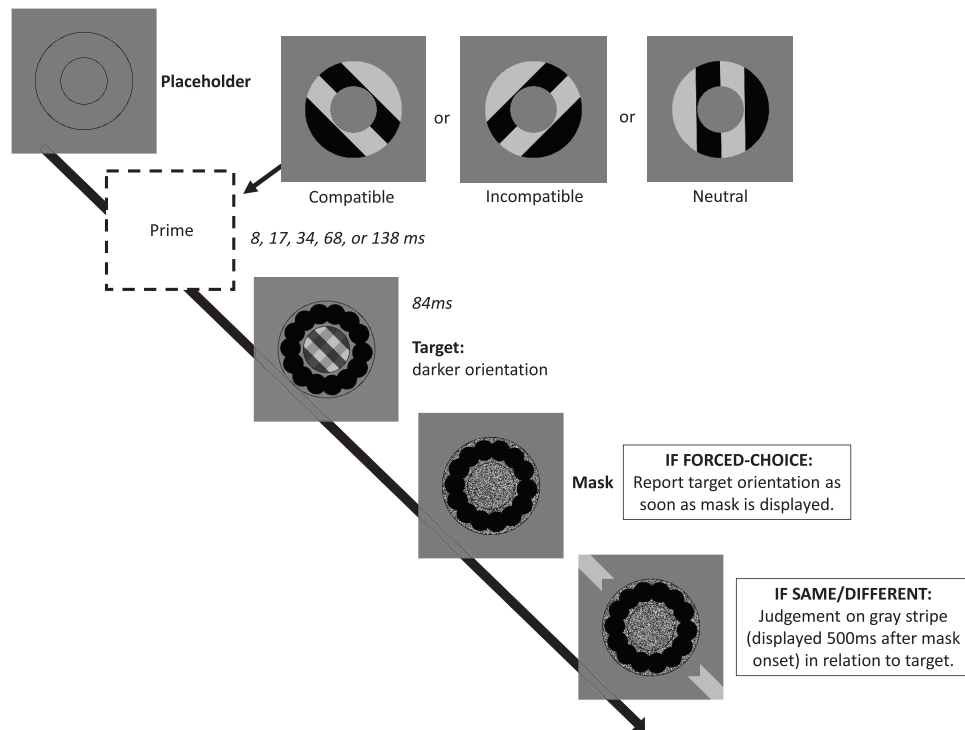 Placeholder
or
or
Compatible
Incompatible
Neutral
Prime
8, 17, 34, 68, or 138 ms
84ms
Target:
darker orientation
Mask
IF FORCED-CHOICE:
Report target orientation as
soon as mask is displayed.
IF SAME/DIFFERENT:
Judgement on gray stripe
(displayed 500ms after mask
onset) in relation to target.